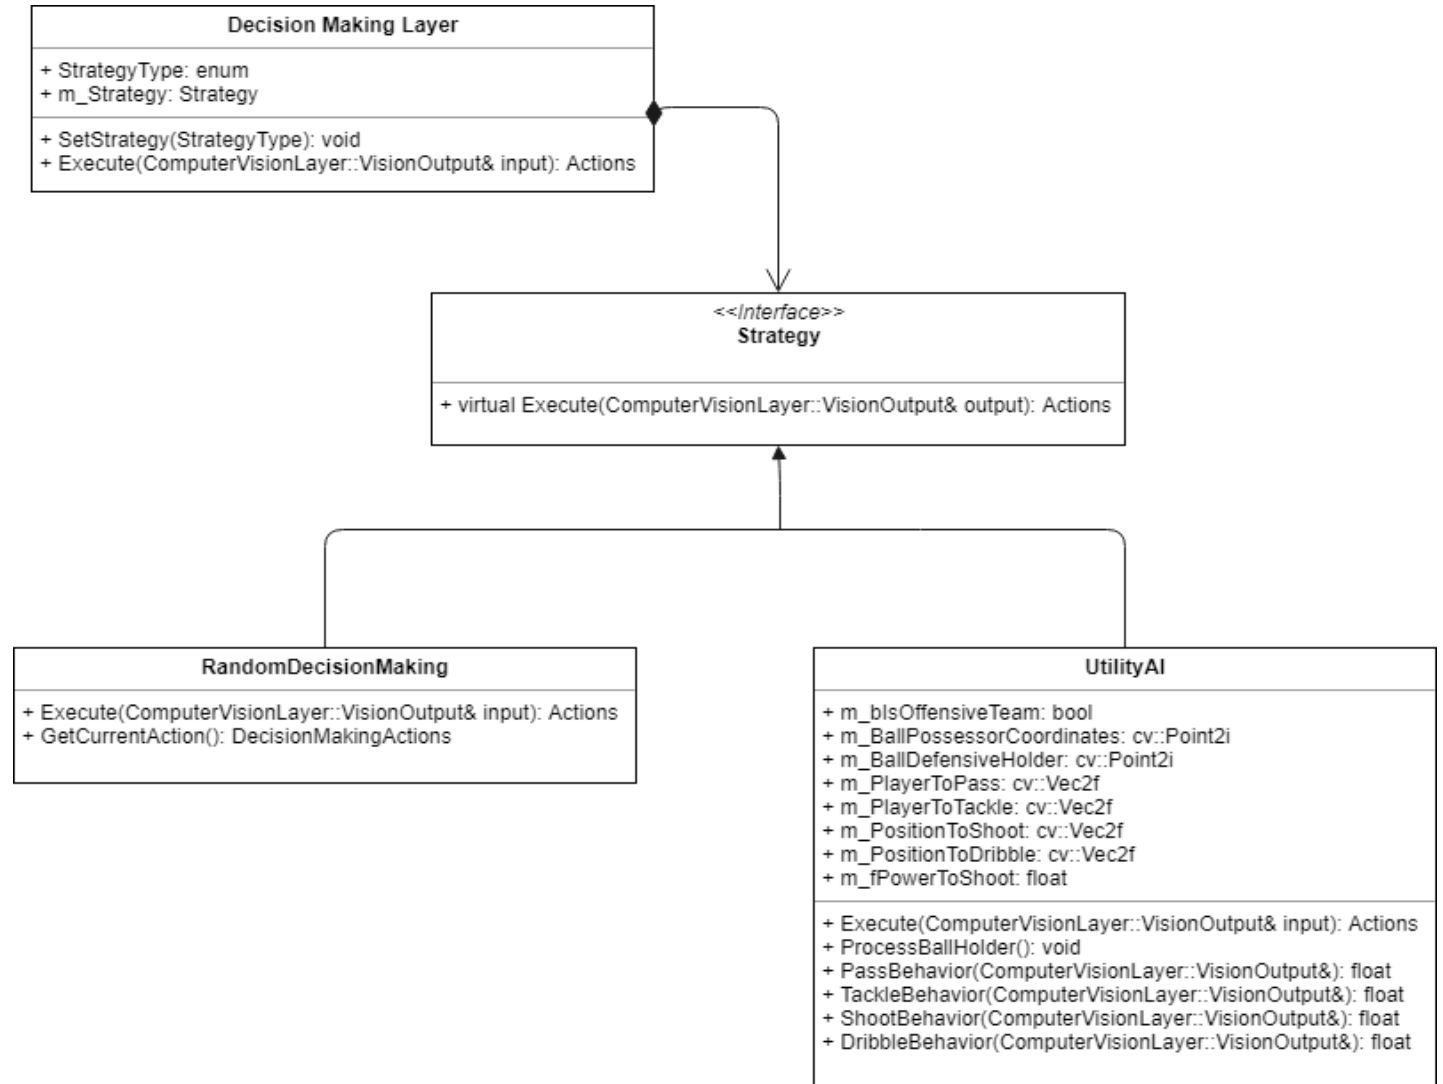 Decision Making Layer
+ StrategyType: enum
+ m_Strategy: Strategy
+ SetStrategy(StrategyType): void
+ Execute(ComputerVisionLayer::VisionOutput& input): Actions
<<Interface>>
Strategy
+ virtual Execute(ComputerVisionLayer::VisionOutput& output): Actions
RandomDecisionMaking
+ Execute(ComputerVisionLayer::VisionOutput& input): Actions
+ GetCurrentAction(): DecisionMakingActions
UtilityAI
+ m_bIsOffensiveTeam: bool
+ m_BallPossessorCoordinates: cv::Point2i
+ m_BallDefensiveHolder: cv::Point2i
+ m_PlayerToPass: cv::Vec2f
+ m_PlayerToTackle: cv::Vec2f
+ m_PositionToShoot: cv::Vec2f
+ m_PositionToDribble: cv::Vec2f
+ m_fPowerToShoot: float
+ Execute(ComputerVisionLayer::VisionOutput& input): Actions
+ ProcessBallHolder(): void
+ PassBehavior(ComputerVisionLayer::VisionOutput&): float
+ TackleBehavior(ComputerVisionLayer::VisionOutput&): float
+ ShootBehavior(ComputerVisionLayer::VisionOutput&): float
+ DribbleBehavior(ComputerVisionLayer::VisionOutput&): float